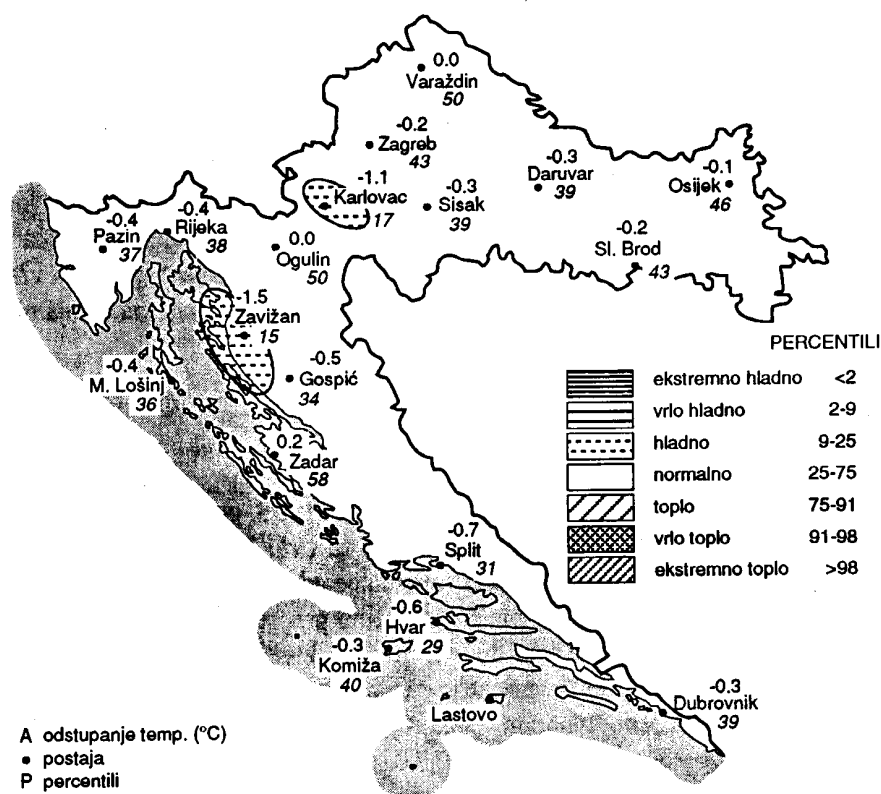 0.0
Varaždin
50
-0.2
Zagreb
43
-1.1
Karlovac
17
-0.3
Sisak
39
-0.3
Daruvar
39
-0.1
Osijek
46
-0.2
Sl. Brod
43
-0.4
Pazin
37
-0.4
Rijeka
38
0.0
Ogulin
50
-1.5
Zavižan
15
-0.5
Gospić
34
-0.4
M. Lošinj
36
0.2
Zadar
58
-0.7
Split
31
-0.6
Hvar
29
-0.3
Komiža
40
Lastovo
-0.3
Dubrovnik
39
PERCENTILI
ekstremno hladno <2
vrlo hladno 2-9
hladno 9-25
normalno 25-75
toplo 75-91
vrlo toplo 91-98
ekstremno toplo >98
A odstupanje temp. (°C)
• postaja
P percentili